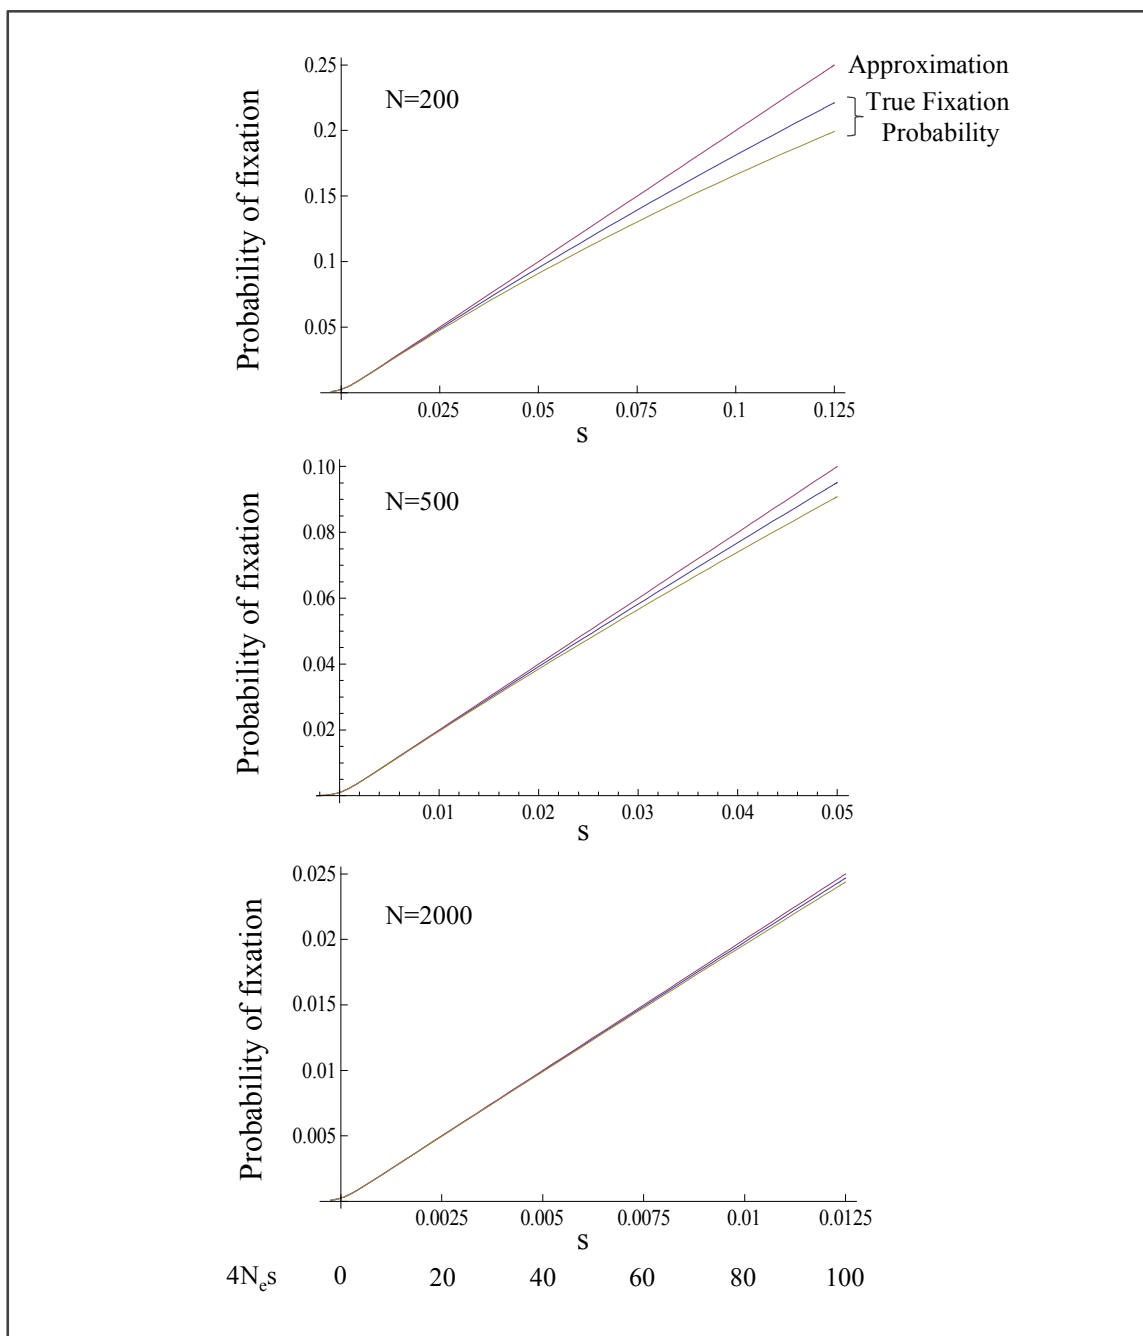 0.25
Approximation
N=200
True Fixation
Probability
0.2
0.15
0.1
0.05
Probability of fixation
0.025 0.05 0.075 0.1 0.125
s
0.10
N=500
0.08
0.06
0.04
0.02
Probability of fixation
0.01 0.02 0.03 0.04 0.05
s
0.025
N=2000
0.02
0.015
0.01
0.005
Probability of fixation
0.0025 0.005 0.0075 0.01 0.0125
s
4Nₑs 0 20 40 60 80 100